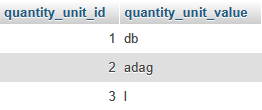 quantity_unit_id quantity_unit_value
1 db
2 adag
3 l